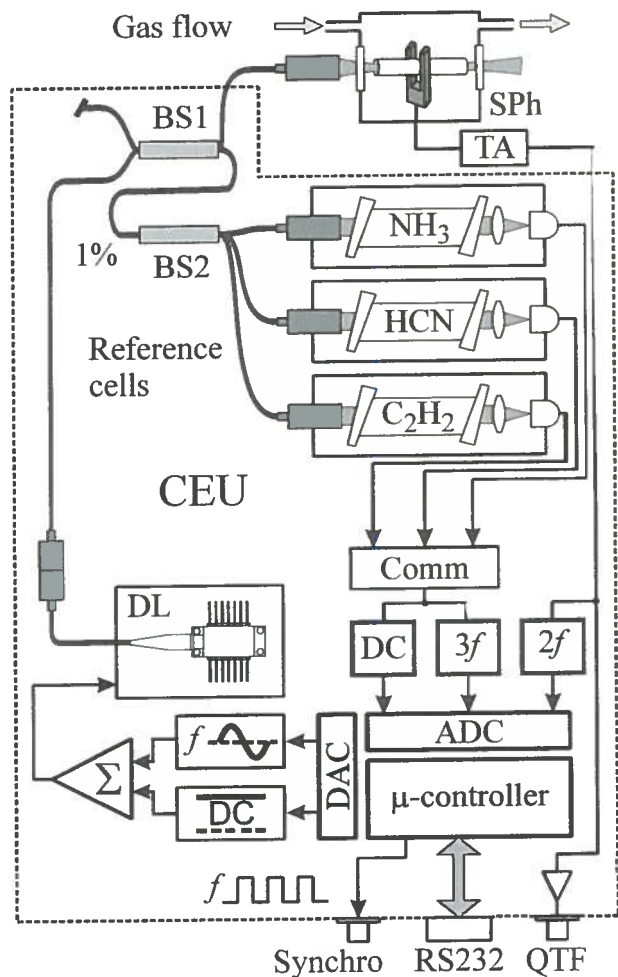 Gas flow
SPh
BS1
TA
NH₃
1%
BS2
HCN
Reference
cells
C₂H₂
CEU
Comm
DL
DC
3f
2f
ADC
f
DAC
Σ
μ-controller
DC
f
Synchro
RS232
QTF